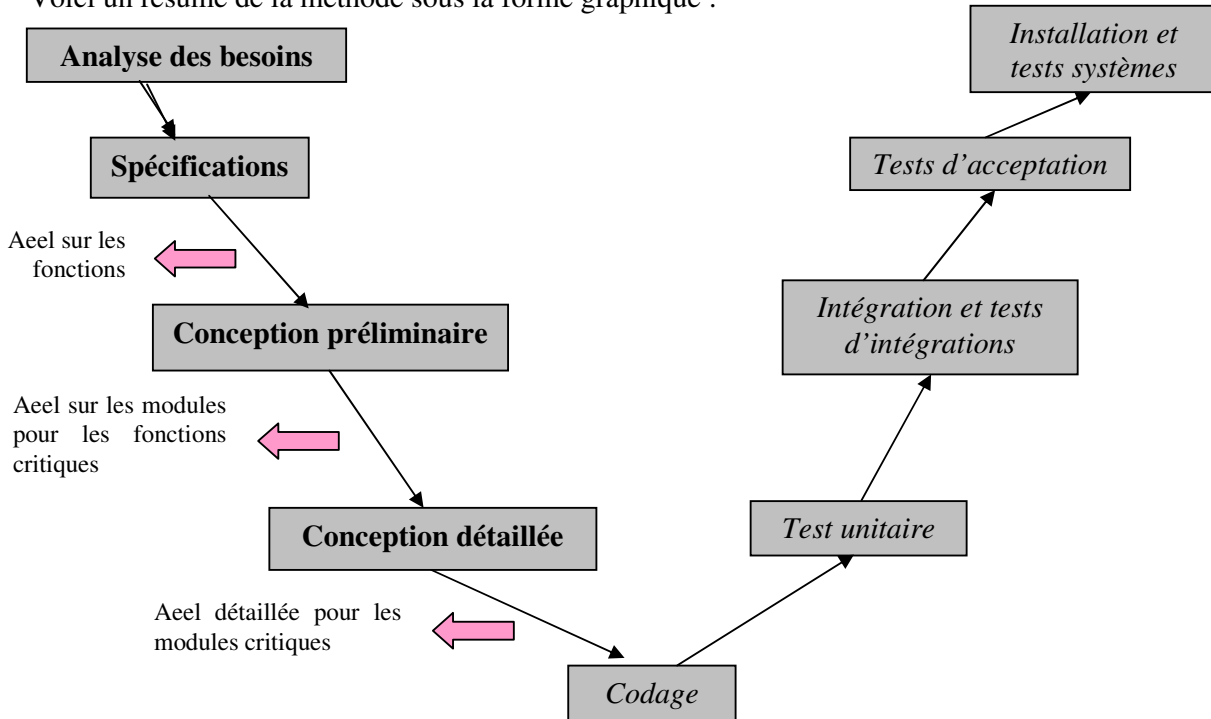 Voici un résumé de la méthode sous la forme graphique :
Analyse des besoins
Spécifications
Aeel sur les
fonctions
Conception préliminaire
Aeel sur les modules
pour les fonctions
critiques
Conception détaillée
Aeel détaillée pour les
modules critiques
Codage
Test unitaire
Intégration et tests
d’intégrations
Tests d’acceptation
Installation et
tests systèmes